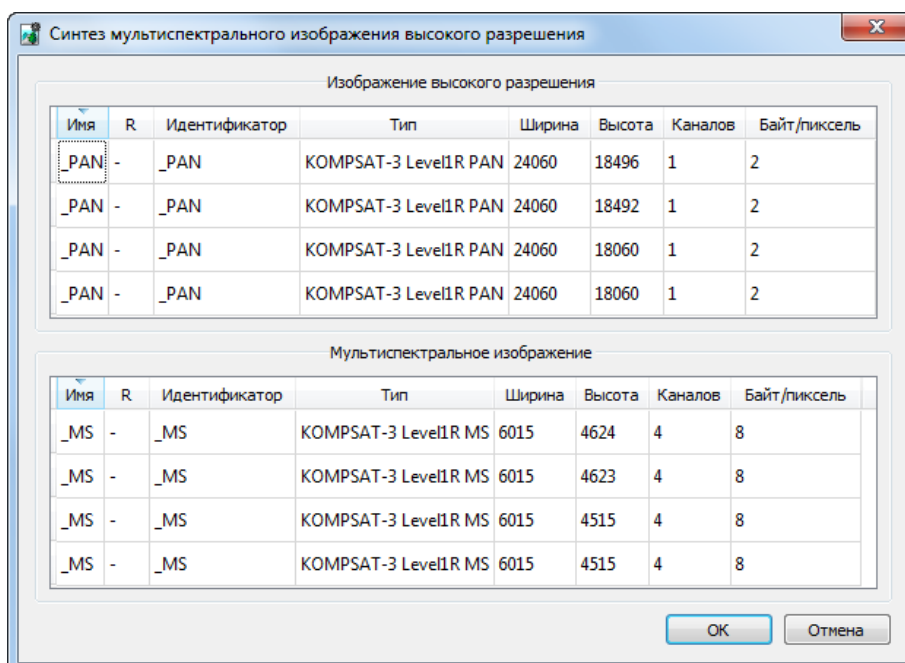 Синтез мультиспектрального изображения высокого разрешения
Изображение высокого разрешения
Имя R Идентификатор Тип Ширина Высота Каналов Байт/пиксель
_PAN - _PAN KOMPSAT-3 Level1R PAN 24060 18496 1 2
_PAN - _PAN KOMPSAT-3 Level1R PAN 24060 18492 1 2
_PAN - _PAN KOMPSAT-3 Level1R PAN 24060 18060 1 2
_PAN - _PAN KOMPSAT-3 Level1R PAN 24060 18060 1 2
Мультиспектральное изображение
Имя R Идентификатор Тип Ширина Высота Каналов Байт/пиксель
_MS - _MS KOMPSAT-3 Level1R MS 6015 4624 4 8
_MS - _MS KOMPSAT-3 Level1R MS 6015 4623 4 8
_MS - _MS KOMPSAT-3 Level1R MS 6015 4515 4 8
_MS - _MS KOMPSAT-3 Level1R MS 6015 4515 4 8
OK Отмена